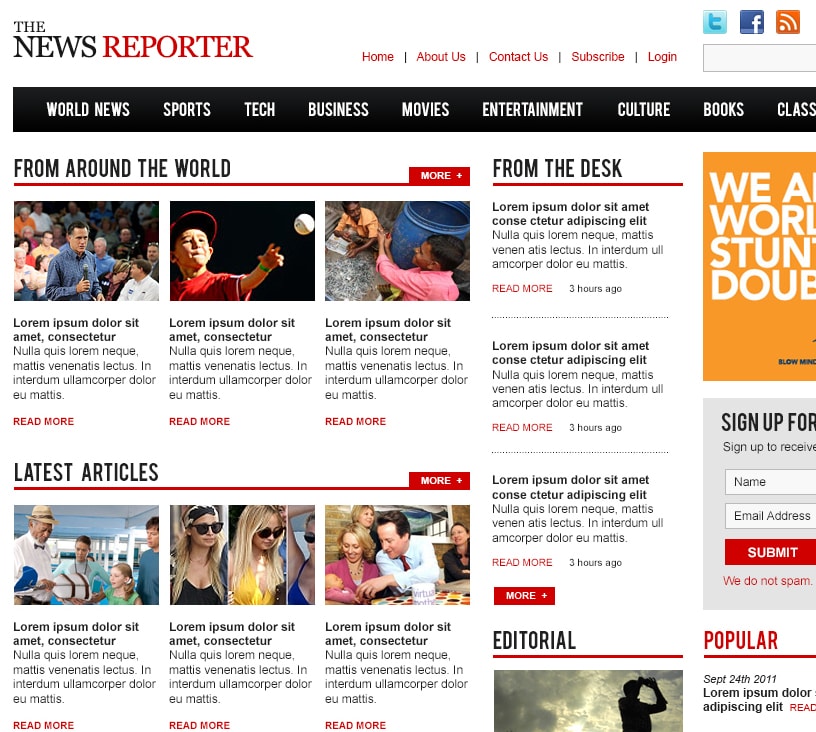 THE
NEWS REPORTER
Home | About Us | Contact Us | Subscribe | Login
WORLD NEWS SPORTS TECH BUSINESS MOVIES ENTERTAINMENT CULTURE BOOKS CLASS
FROM AROUND THE WORLD
MORE +
Lorem ipsum dolor sit
amet, consectetur
Nulla quis lorem neque,
mattis venenatis lectus. In
interdum ullamcorper dolor
eu mattis.
READ MORE
Lorem ipsum dolor sit
amet, consectetur
Nulla quis lorem neque,
mattis venenatis lectus. In
interdum ullamcorper dolor
eu mattis.
READ MORE
Lorem ipsum dolor sit
amet, consectetur
Nulla quis lorem neque,
mattis venenatis lectus. In
interdum ullamcorper dolor
eu mattis.
READ MORE
LATEST ARTICLES
MORE +
virtual
Lorem ipsum dolor sit
amet, consectetur
Nulla quis lorem neque,
mattis venenatis lectus. In
interdum ullamcorper dolor
eu mattis.
READ MORE
Lorem ipsum dolor sit
amet, consectetur
Nulla quis lorem neque,
mattis venenatis lectus. In
interdum ullamcorper dolor
eu mattis.
READ MORE
Lorem ipsum dolor sit
amet, consectetur
Nulla quis lorem neque,
mattis venenatis lectus. In
interdum ullamcorper dolor
eu mattis.
READ MORE
FROM THE DESK
Lorem ipsum dolor sit amet
conse ctetur adipiscing elit
Nulla quis lorem neque, mattis
venen atis lectus. In interdum ull
amcorper dolor eu mattis.
READ MORE 3 hours ago
Lorem ipsum dolor sit amet
conse ctetur adipiscing elit
Nulla quis lorem neque, mattis
venen atis lectus. In interdum ull
amcorper dolor eu mattis.
READ MORE 3 hours ago
Lorem ipsum dolor sit amet
conse ctetur adipiscing elit
Nulla quis lorem neque, mattis
venen atis lectus. In interdum ull
amcorper dolor eu mattis.
READ MORE 3 hours ago
MORE +
EDITORIAL
WE A
WORL
STUN
DOUB
BLOW MIND
SIGN UP FOR
Sign up to receive
Name
Email Address
SUBMIT
We do not spam.
POPULAR
Sept 24th 2011
Lorem ipsum dolor s
adipiscing elit READ